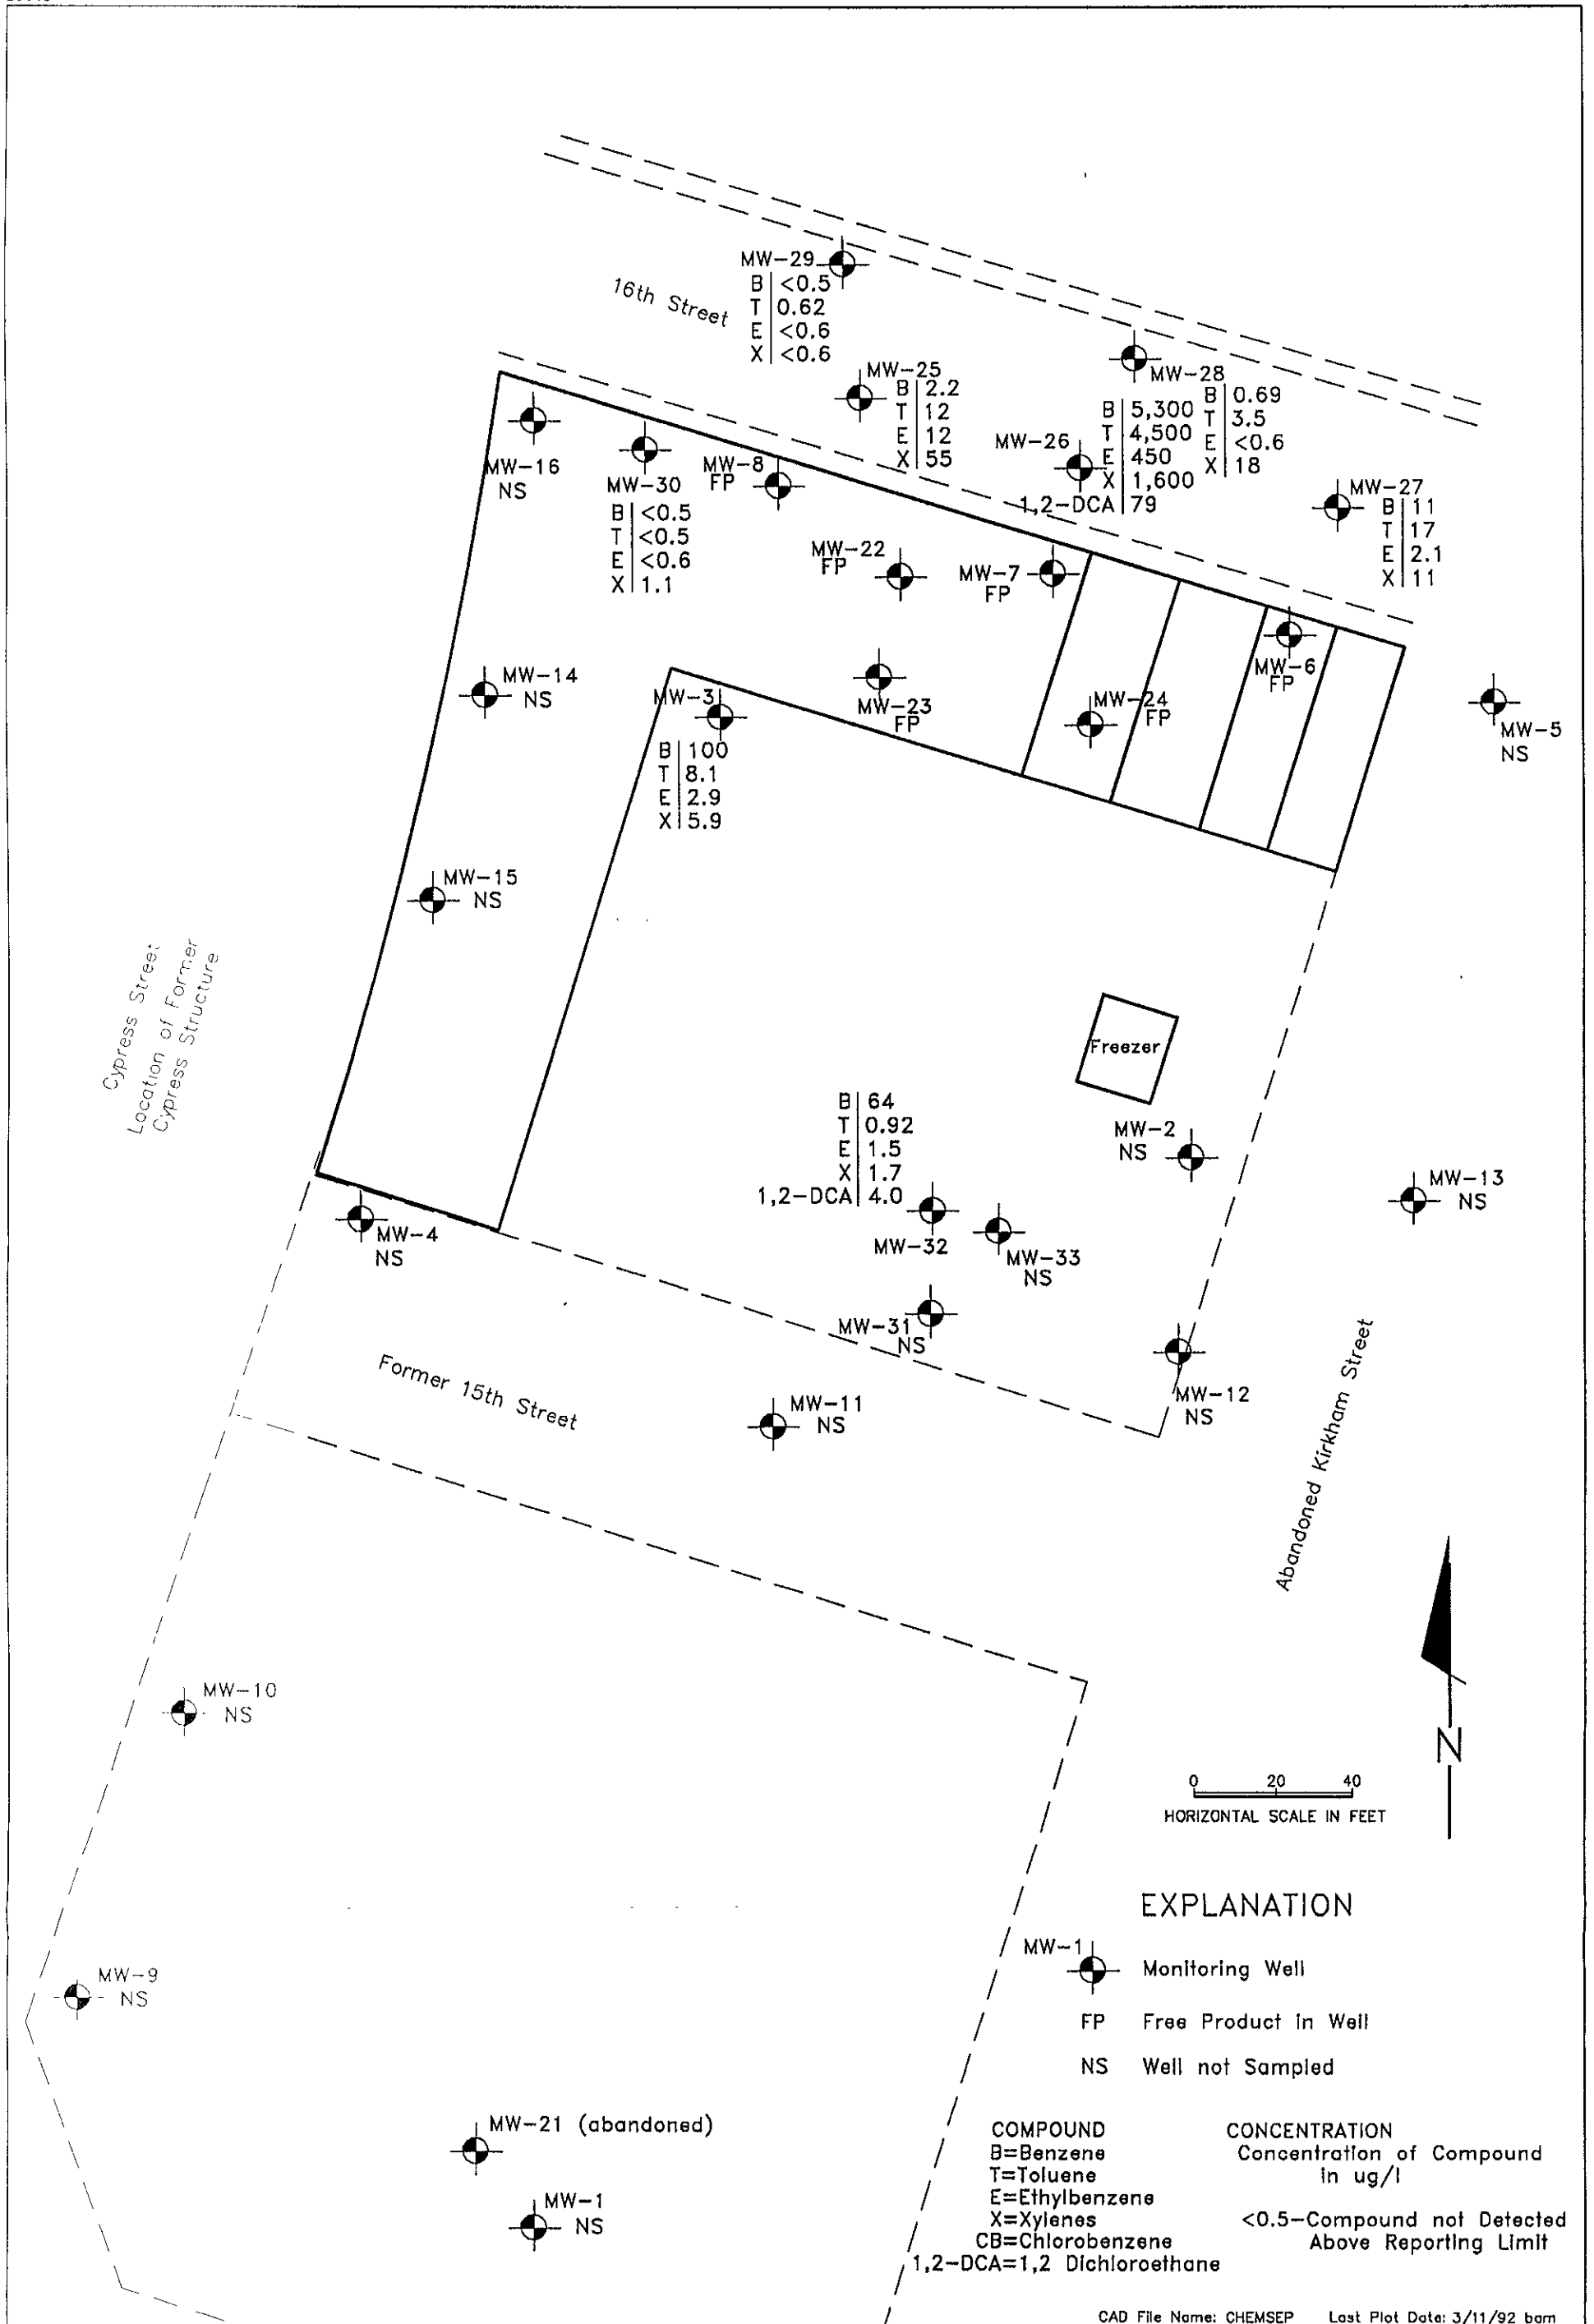 MW-29
B <0.5
T 0.62
E <0.6
X <0.6
16th Street
MW-25
B 2.2
T 12
E 12
X 55
MW-28
B 0.69
T 3.5
E <0.6
X 18
MW-26
B 5,300
T 4,500
E 450
X 1,600
1,2-DCA 79
MW-27
B 11
T 17
E 2.1
X 11
MW-16
NS
MW-30
B <0.5
T <0.5
E <0.6
X 1.1
MW-8
FP
MW-22
FP
MW-7
FP
MW-6
FP
MW-5
NS
MW-14
NS
MW-3
B 100
T 8.1
E 2.9
X 5.9
MW-23
FP
MW-24
FP
MW-15
NS
Cypress Street
Location of Former
Cypress Structure
Freezer
B 64
T 0.92
E 1.5
X 1.7
1,2-DCA 4.0
MW-32
MW-2
NS
MW-13
NS
MW-4
NS
MW-33
NS
MW-31
NS
MW-12
NS
Former 15th Street
MW-11
NS
Abandoned Kirkham Street
MW-10
NS
N
0 20 40
HORIZONTAL SCALE IN FEET
EXPLANATION
MW-1
Monitoring Well
FP Free Product in Well
NS Well not Sampled
MW-9
NS
MW-21 (abandoned)
MW-1
NS
COMPOUND
B=Benzene
T=Toluene
E=Ethylbenzene
X=Xylenes
CB=Chlorobenzene
1,2-DCA=1,2 Dichloroethane
CONCENTRATION
Concentration of Compound
in ug/l
<0.5-Compound not Detected
Above Reporting Limit
CAD File Name: CHEMSEP Last Plot Date: 3/11/92 bam